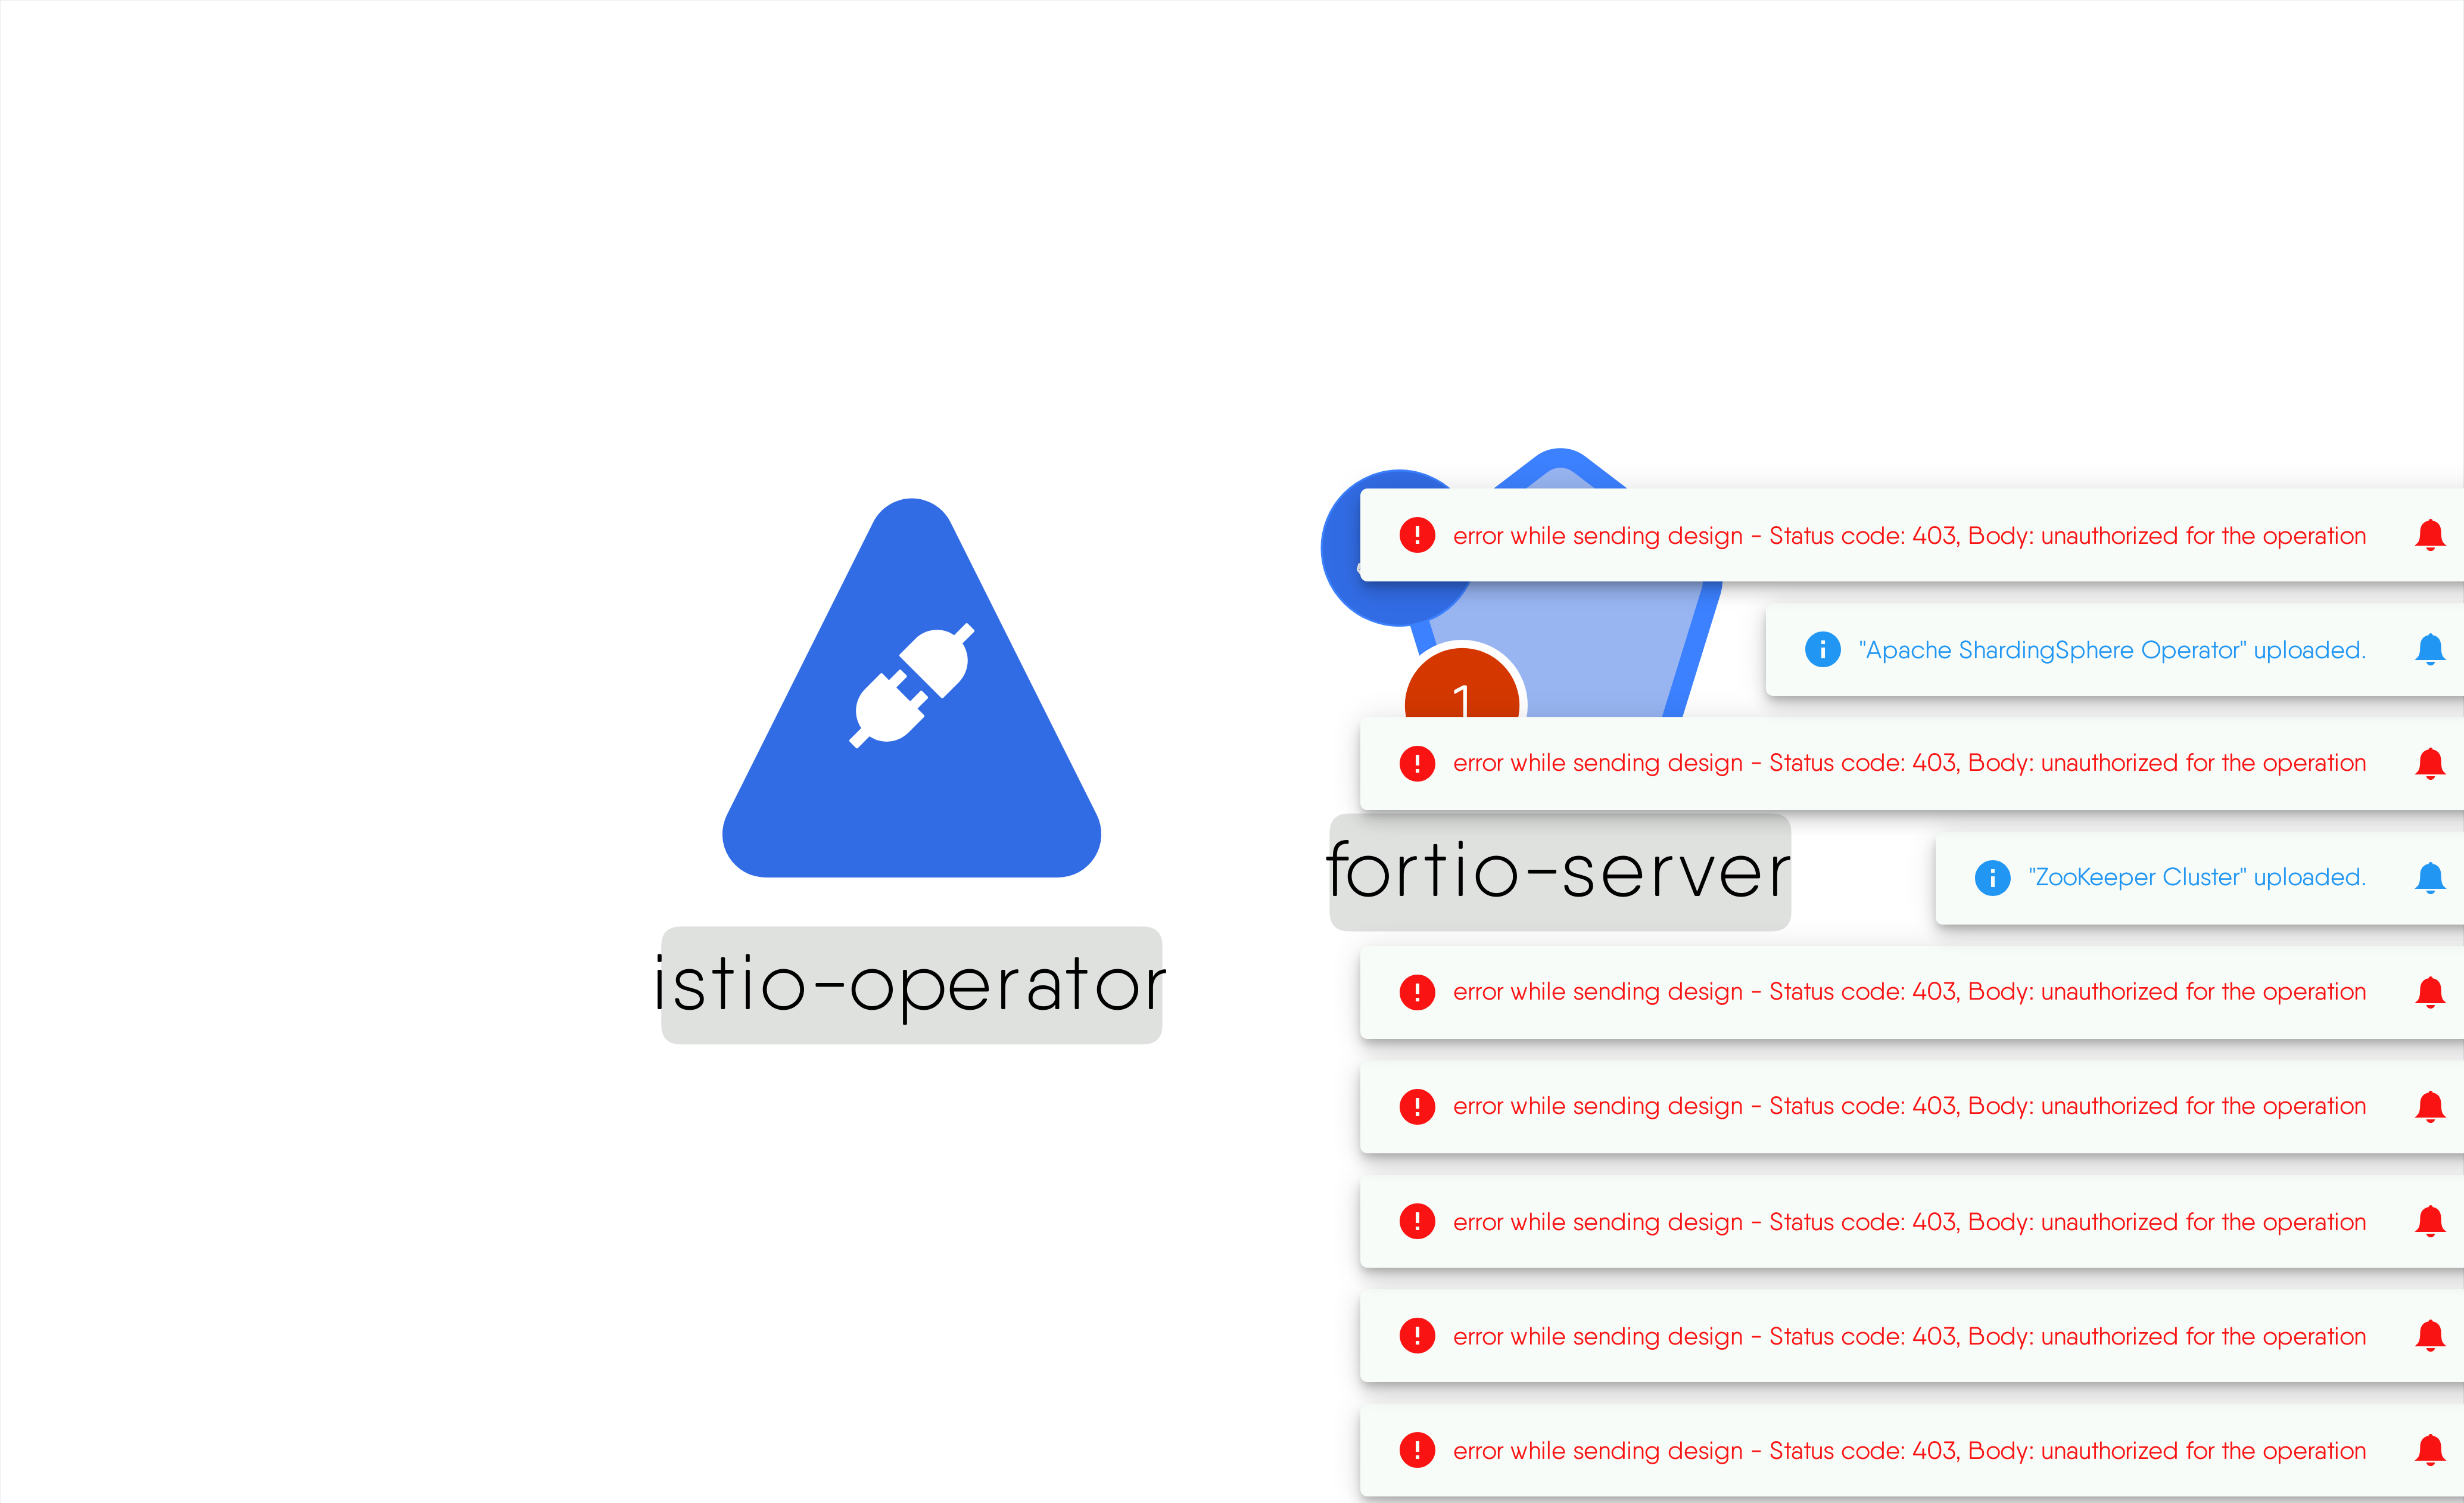 error while sending design - Status code: 403, Body: unauthorized for the operation
"Apache ShardingSphere Operator" uploaded.
1
error while sending design - Status code: 403, Body: unauthorized for the operation
fortio-server
"ZooKeeper Cluster" uploaded.
istio-operator
error while sending design - Status code: 403, Body: unauthorized for the operation
error while sending design - Status code: 403, Body: unauthorized for the operation
error while sending design - Status code: 403, Body: unauthorized for the operation
error while sending design - Status code: 403, Body: unauthorized for the operation
error while sending design - Status code: 403, Body: unauthorized for the operation